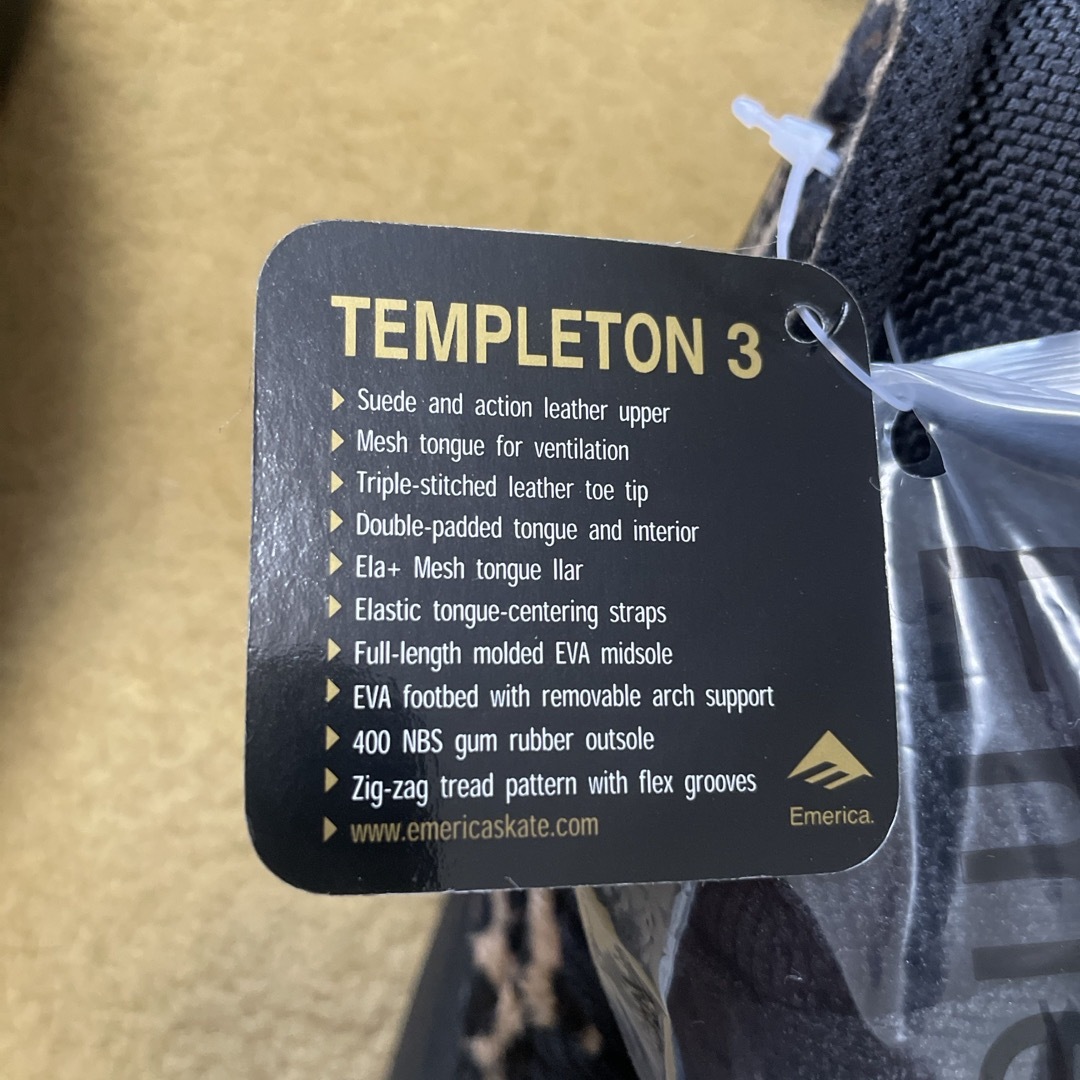 TEMPLETON 3
Suede and action leather upper
Mesh tongue for ventilation
Triple-stitched leather toe tip
Double-padded tongue and interior
Ela+ Mesh tongue llar
Elastic tongue-centering straps
Full-length molded EVA midsole
EVA footbed with removable arch support
400 NBS gum rubber outsole
Zig-zag tread pattern with flex grooves
www.emericaskate.com
Emerica.